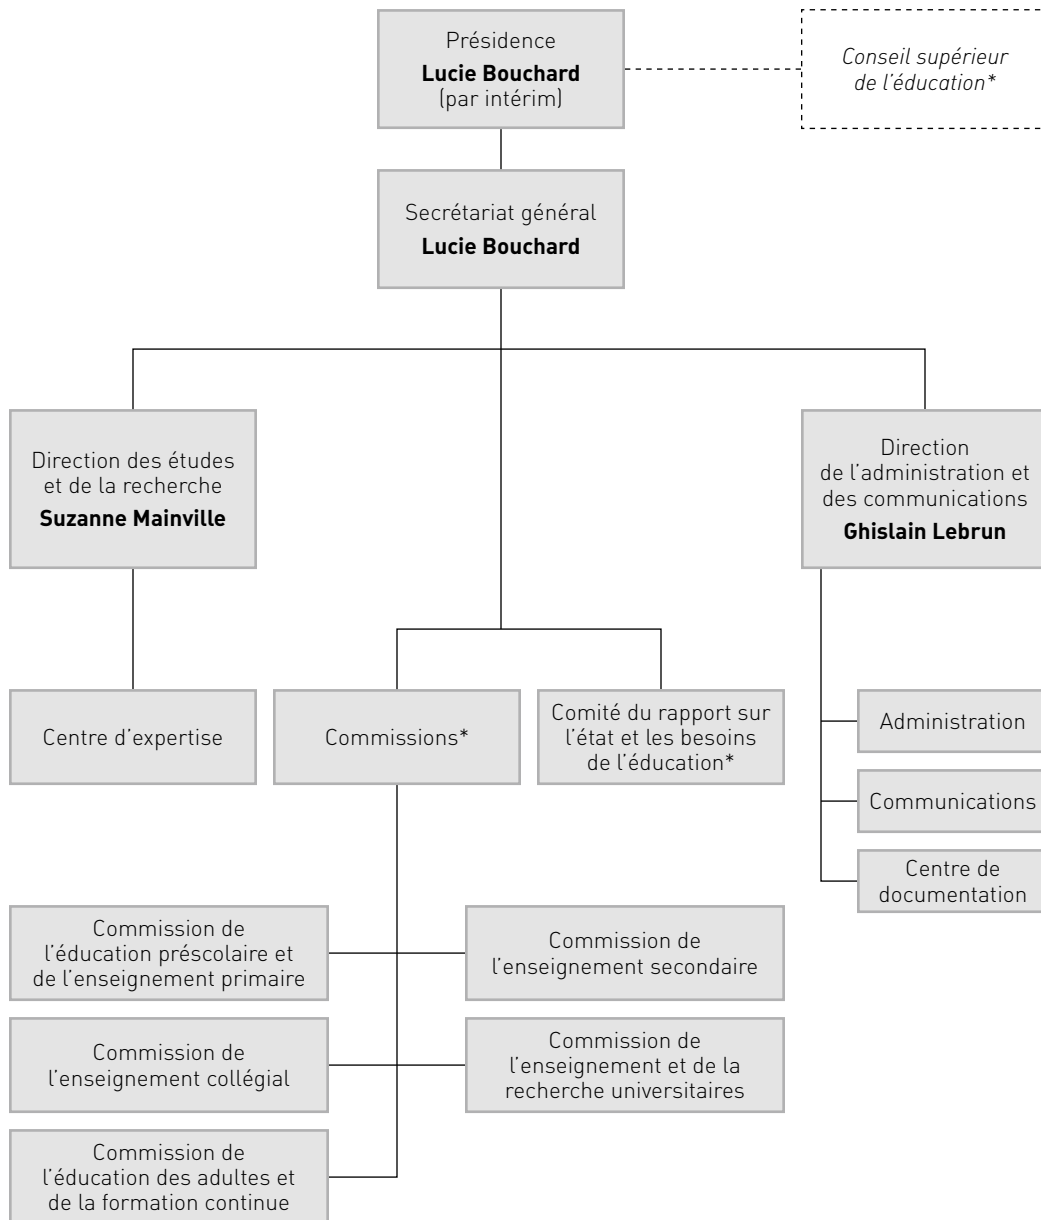 Présidence
Lucie Bouchard
(par intérim)
Conseil supérieur
de l'éducation*
Secrétariat général
Lucie Bouchard
Direction des études
et de la recherche
Suzanne Mainville
Direction
de l'administration et
des communications
Ghislain Lebrun
Centre d'expertise
Commissions*
Comité du rapport sur
l'état et les besoins
de l'éducation*
Administration
Communications
Centre de
documentation
Commission de
l'éducation préscolaire et
de l'enseignement primaire
Commission de
l'enseignement secondaire
Commission de
l'enseignement collégial
Commission de
l'enseignement et de la
recherche universitaires
Commission de
l'éducation des adultes et
de la formation continue